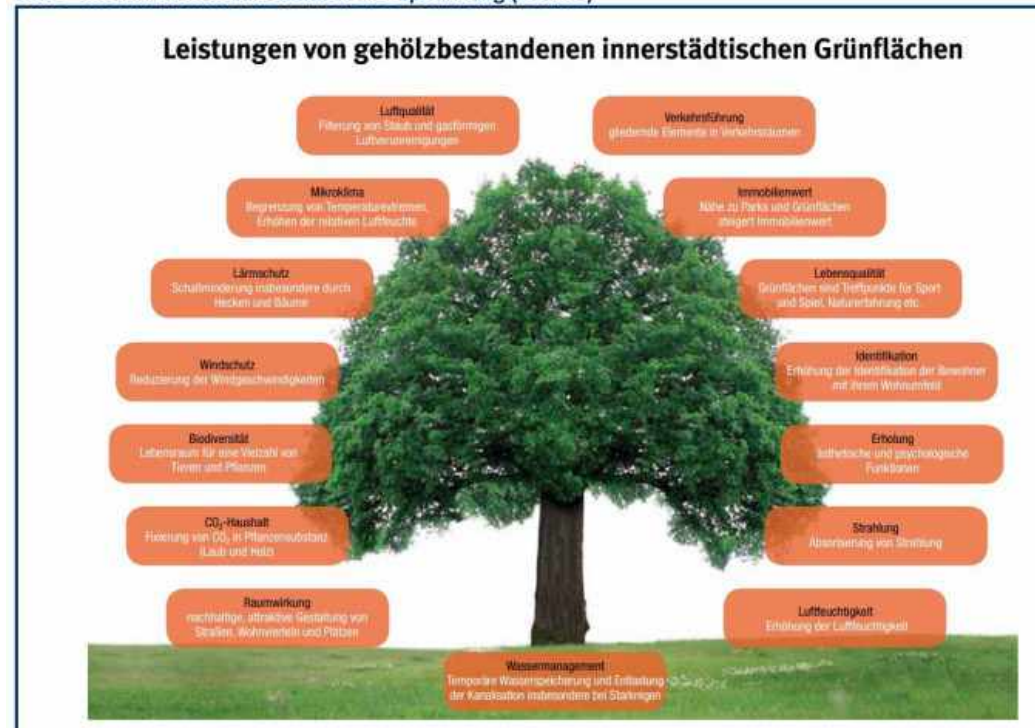 Leistungen von gehölzbestandenen innerstädtischen Grünflächen
Luftqualität
Filterung von Staub und gasförmigen
Luftverunreinigungen
Verkehrsführung
gliedernde Elemente in Verkehrsräumen
Mikroklima
Begrenzung von Temperaturextremen,
Erhöhen der relativen Luftfeuchte
Immobilienwert
Nähe zu Parks und Grünflächen
steigert Immobilienwert
Lärmschutz
Schallminderung insbesondere durch
Hecken und Bäume
Lebensqualität
Grünflächen sind Treffpunkte für Sport
und Spiel, Naturerfahrung etc.
Windschutz
Reduzierung der Windgeschwindigkeiten
Identifikation
Erhöhung der Identifikation der Bewohner
mit ihrem Wohnumfeld
Biodiversität
Lebensraum für eine Vielzahl von
Tieren und Pflanzen
Erholung
ästhetische und psychologische
Funktionen
CO₂-Haushalt
Fixierung von CO₂ in Pflanzensubstanz
(Laub und Holz)
Strahlung
Absorbierung von Strahlung
Raumwirkung
nachhaltige, attraktive Gestaltung von
Straßen, Wohnvierteln und Plätzen
Luftfeuchtigkeit
Erhöhung der Luftfeuchtigkeit
Wassermanagement
Temporäre Wasserspeicherung und Entlastung
der Kanalisation insbesondere bei Starkregen